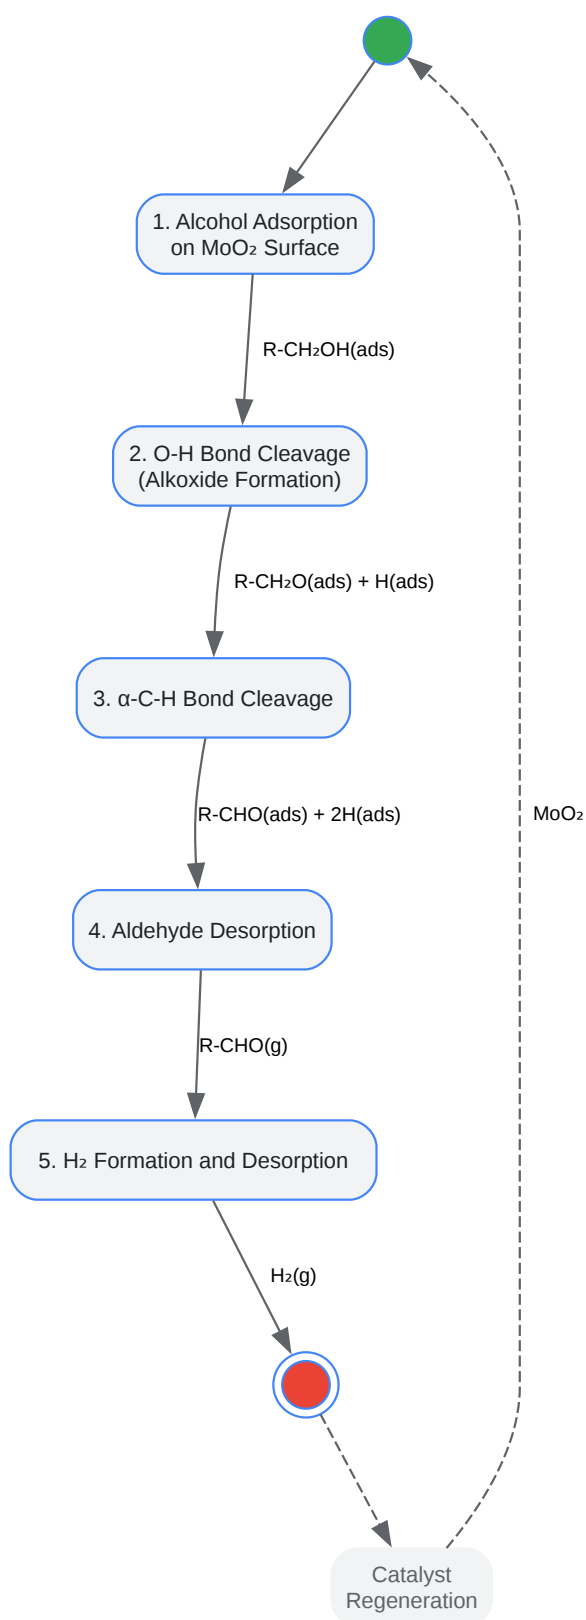 1. Alcohol Adsorption
on MoO₂ Surface
R-CH₂OH(ads)
2. O-H Bond Cleavage
(Alkoxide Formation)
R-CH₂O(ads) + H(ads)
3. α-C-H Bond Cleavage
R-CHO(ads) + 2H(ads)
MoO₂
4. Aldehyde Desorption
R-CHO(g)
5. H₂ Formation and Desorption
H₂(g)
Catalyst
Regeneration